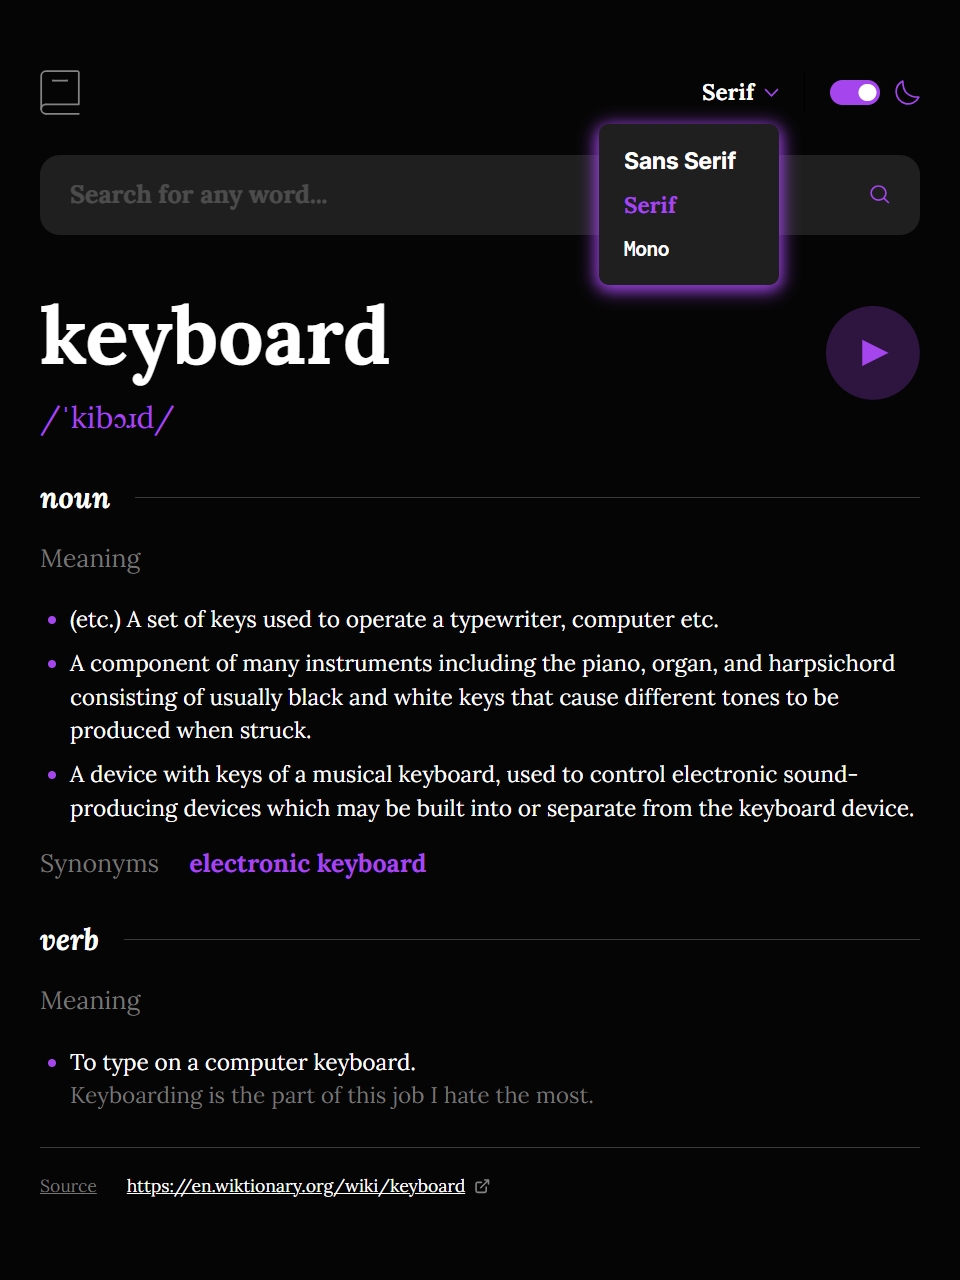 Serif
Sans Serif
Serif
Mono
Search for any word...
keyboard
/ˈkibɔɹd/
noun
Meaning
(etc.) A set of keys used to operate a typewriter, computer etc.
A component of many instruments including the piano, organ, and harpsichord
consisting of usually black and white keys that cause different tones to be
produced when struck.
A device with keys of a musical keyboard, used to control electronic sound-
producing devices which may be built into or separate from the keyboard device.
Synonyms electronic keyboard
verb
Meaning
To type on a computer keyboard.
Keyboarding is the part of this job I hate the most.
Source https://en.wiktionary.org/wiki/keyboard